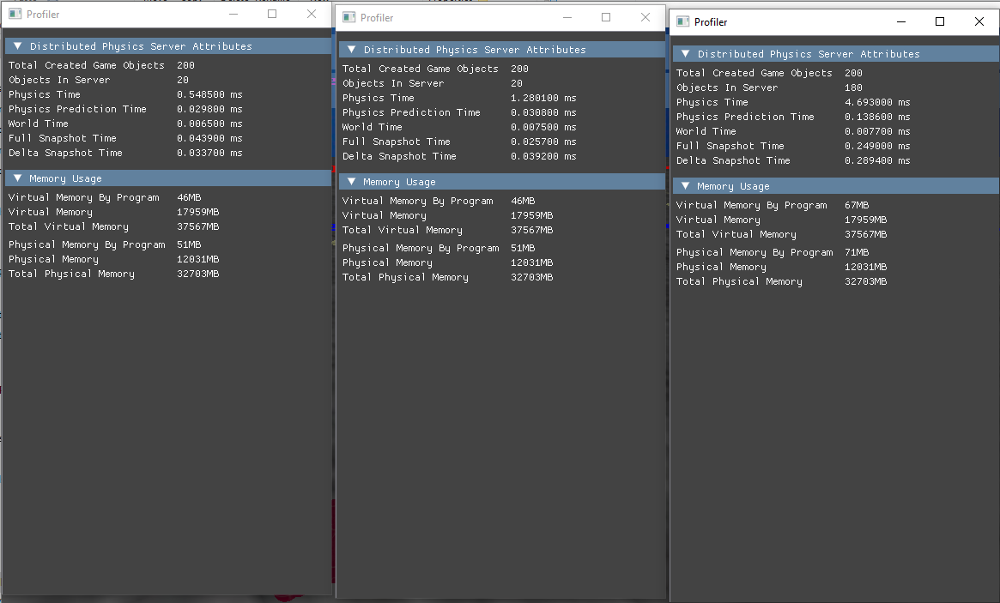 Profiler
Distributed Physics Server Attributes
Total Created Game Objects 200
Objects In Server 20
Physics Time 0.548500 ms
Physics Prediction Time 0.029800 ms
World Time 0.006500 ms
Full Snapshot Time 0.043900 ms
Delta Snapshot Time 0.033700 ms
Memory Usage
Virtual Memory By Program 46MB
Virtual Memory 17959MB
Total Virtual Memory 37567MB
Physical Memory By Program 51MB
Physical Memory 12031MB
Total Physical Memory 32703MB
Profiler
Distributed Physics Server Attributes
Total Created Game Objects 200
Objects In Server 20
Physics Time 1.280100 ms
Physics Prediction Time 0.030800 ms
World Time 0.007500 ms
Full Snapshot Time 0.025700 ms
Delta Snapshot Time 0.039200 ms
Memory Usage
Virtual Memory By Program 46MB
Virtual Memory 17959MB
Total Virtual Memory 37567MB
Physical Memory By Program 51MB
Physical Memory 12031MB
Total Physical Memory 32703MB
Profiler
Distributed Physics Server Attributes
Total Created Game Objects 200
Objects In Server 180
Physics Time 4.693000 ms
Physics Prediction Time 0.138600 ms
World Time 0.007700 ms
Full Snapshot Time 0.249000 ms
Delta Snapshot Time 0.289400 ms
Memory Usage
Virtual Memory By Program 67MB
Virtual Memory 17959MB
Total Virtual Memory 37567MB
Physical Memory By Program 71MB
Physical Memory 12031MB
Total Physical Memory 32703MB